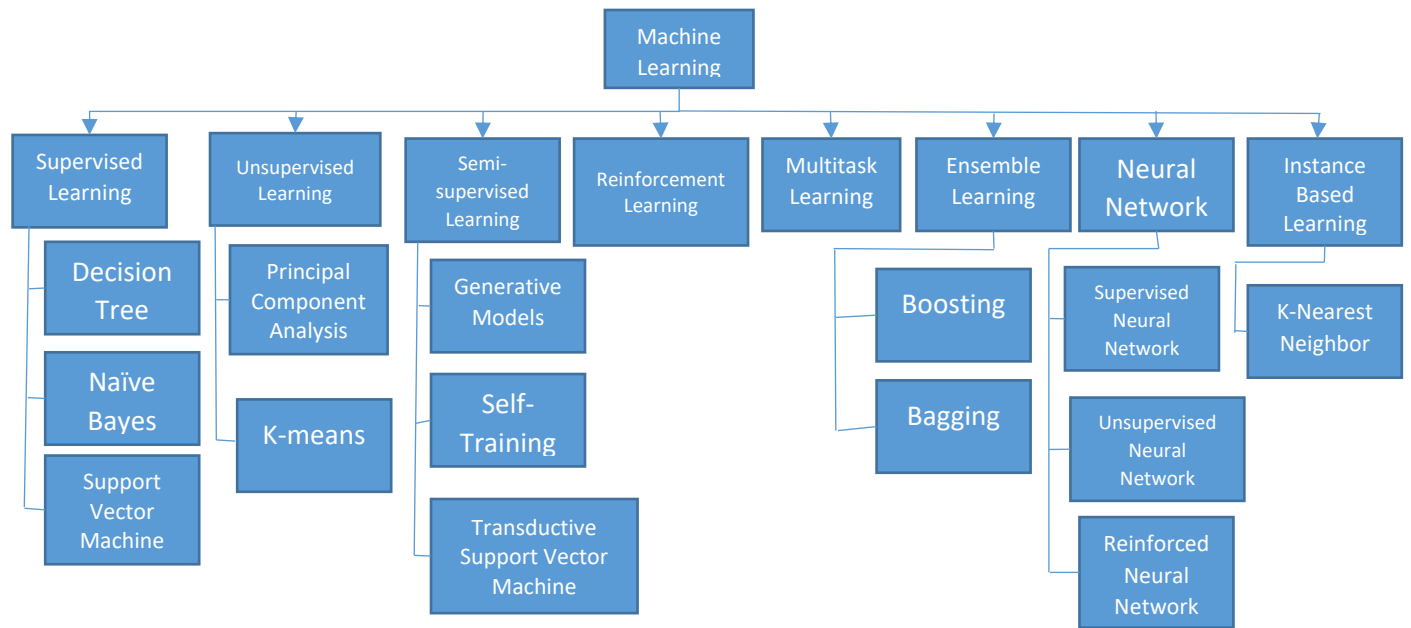 Machine
Learning
Supervised
Learning
Unsupervised
Learning
Semi-
supervised
Learning
Reinforcement
Learning
Multitask
Learning
Ensemble
Learning
Neural
Network
Instance
Based
Learning
Decision
Tree
Naïve
Bayes
Support
Vector
Machine
Principal
Component
Analysis
K-means
Generative
Models
Self-
Training
Transductive
Support Vector
Machine
Boosting
Bagging
Supervised
Neural
Network
Unsupervised
Neural
Network
Reinforced
Neural
Network
K-Nearest
Neighbor